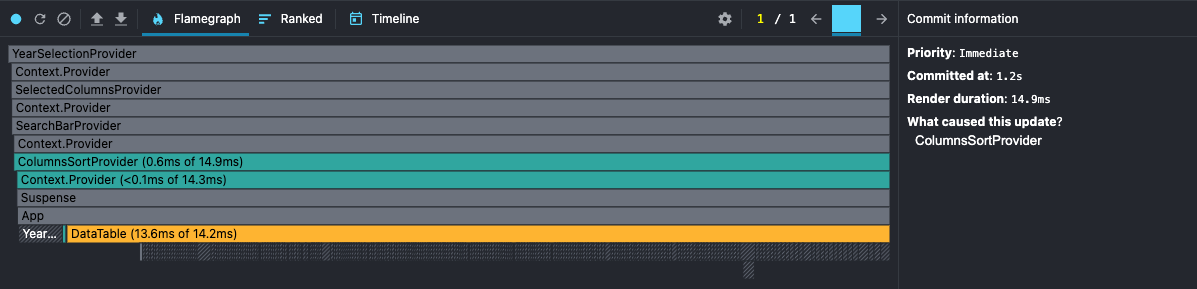 Flamegraph Ranked Timeline 1 / 1 Commit information
YearSelectionProvider
Context.Provider
SelectedColumnsProvider
Context.Provider
SearchBarProvider
Context.Provider
ColumnsSortProvider (0.6ms of 14.9ms)
Context.Provider (<0.1ms of 14.3ms)
Suspense
App
Year... DataTable (13.6ms of 14.2ms)
Priority: Immediate
Committed at: 1.2s
Render duration: 14.9ms
What caused this update?
ColumnsSortProvider